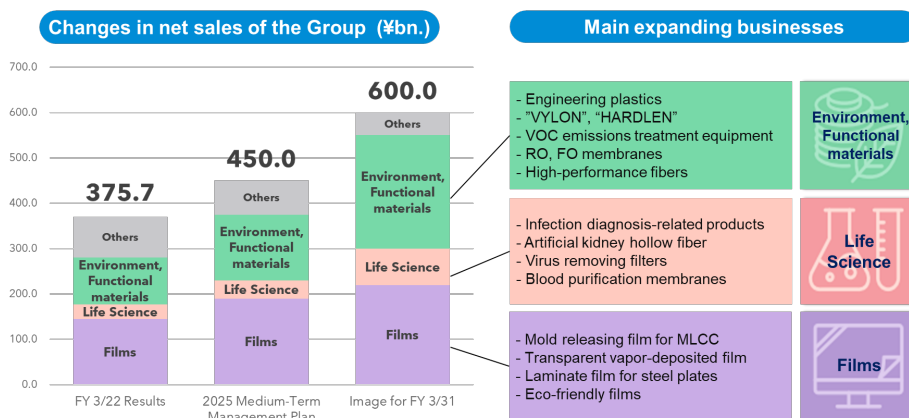 Changes in net sales of the Group (¥bn.)
700.0
600.0
500.0
400.0
300.0
200.0
100.0
0.0
375.7
Others
Environment,
Functional
materials
Life Science
Films
FY 3/22 Results
450.0
Others
Environment,
Functional
materials
Life Science
Films
2025 Medium-Term
Management Plan
600.0
Others
Environment,
Functional
materials
Life Science
Films
Image for FY 3/31
Main expanding businesses
- Engineering plastics
- "VYLON", "HARDLEN"
- VOC emissions treatment equipment
- RO, FO membranes
- High-performance fibers
Environment,
Functional
materials
- Infection diagnosis-related products
- Artificial kidney hollow fiber
- Virus removing filters
- Blood purification membranes
Life
Science
- Mold releasing film for MLCC
- Transparent vapor-deposited film
- Laminate film for steel plates
- Eco-friendly films
Films